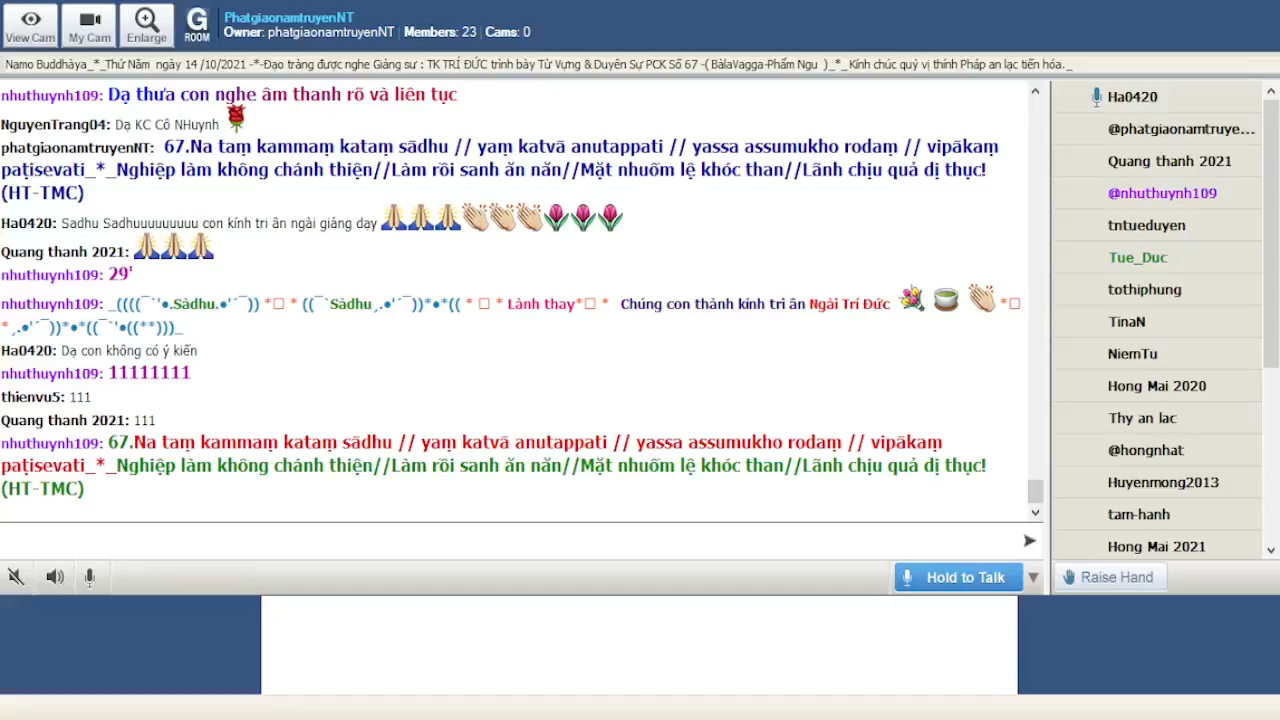 View Cam
My Cam
Enlarge
G
ROOM
PhatgiaonamtruyenNT
Owner: phatgiaonamtruyenNT | Members: 23 | Cams: 0
Namo Buddhàya_*_Thứ Năm ngày 14 /10/2021 -*-Đạo tràng được nghe Giảng sư : TK TRÍ ĐỨC trình bày Từ Vựng & Duyên Sự PCK Số 67 -( BàlaVagga-Phẩm Ngu )_*_ Kính chúc quý vị thính Pháp an lạc tiến hóa._
nhuthuynh109: Dạ thưa con nghe âm thanh rõ và liên tục
NguyenTrang04: Dạ KC Cô NHuynh
phatgiaonamtruyenNT: 67.Na taṃ kammaṃ kataṃ sādhu // yaṃ katvā anutappati // yassa assumukho rodaṃ // vipākaṃ
paṭisevati_*_Nghiệp làm không chánh thiện//Làm rồi sanh ăn năn//Mặt nhuốm lệ khóc than//Lãnh chịu quả dị thục!
(HT-TMC)
Ha0420: Sadhu Sadhuuuuuuuuu con kính tri ân ngài giảng dạy
Quang thanh 2021:
nhuthuynh109: 29'
nhuthuynh109: _((((¯`'•.Sàdhu.•'´¯)) *□ * ((¯`Sàdhu¸.•'´¯))*•*(( * □ * Lành thay*□ * Chúng con thành kính tri ân Ngài Trí Đức *□
*¸.•'´¯))*•*((¯`'•((**)))_
Ha0420: Dạ con không có ý kiến
nhuthuynh109: 11111111
thienvu5: 111
Quang thanh 2021: 111
nhuthuynh109: 67.Na taṃ kammaṃ kataṃ sādhu // yaṃ katvā anutappati // yassa assumukho rodaṃ // vipākaṃ
paṭisevati_*_Nghiệp làm không chánh thiện//Làm rồi sanh ăn năn//Mặt nhuốm lệ khóc than//Lãnh chịu quả dị thục!
(HT-TMC)
Hold to Talk
Ha0420
@phatgiaonamtruye...
Quang thanh 2021
@nhuthuynh109
tntueduyen
Tue_Duc
tothiphung
TinaN
NiemTu
Hong Mai 2020
Thy an lac
@hongnhat
Huyenmong2013
tam-hanh
Hong Mai 2021
Raise Hand